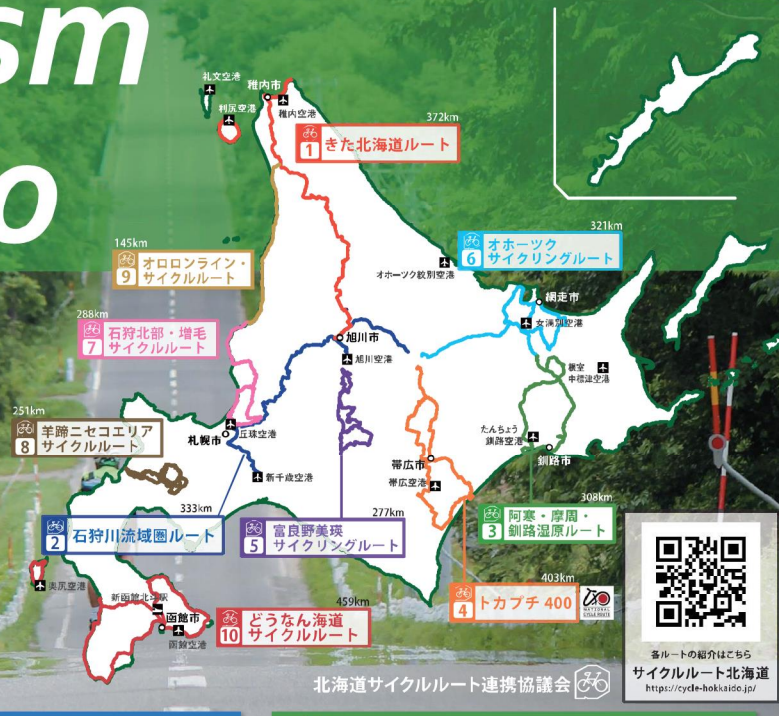 sm
o
礼文空港
稚内市
利尻空港
稚内空港
372km
1 きた北海道ルート
321km
6 オホーツク
サイクリングルート
145km
9 オロロンライン・
サイクルルート
オホーツク紋別空港
網走市
女満別空港
288km
7 石狩北部・増毛
サイクルルート
旭川市
旭川空港
根室
中標津空港
251km
8 羊蹄ニセコエリア
サイクルルート
札幌市
丘珠空港
たんちょう
釧路空港
釧路市
帯広市
帯広空港
新千歳空港
333km
2 石狩川流域圏ルート
277km
5 富良野美瑛
サイクリングルート
308km
3 阿寒・摩周・
釧路湿原ルート
403km
4 トカプチ 400
NATIONAL
CYCLE ROUTE
奥尻空港
新函館北斗駅
函館市
函館空港
459km
10 どうなん海道
サイクルルート
各ルートの紹介はこちら
サイクルルート北海道
https://cycle-hokkaido.jp/
北海道サイクルルート連携協議会